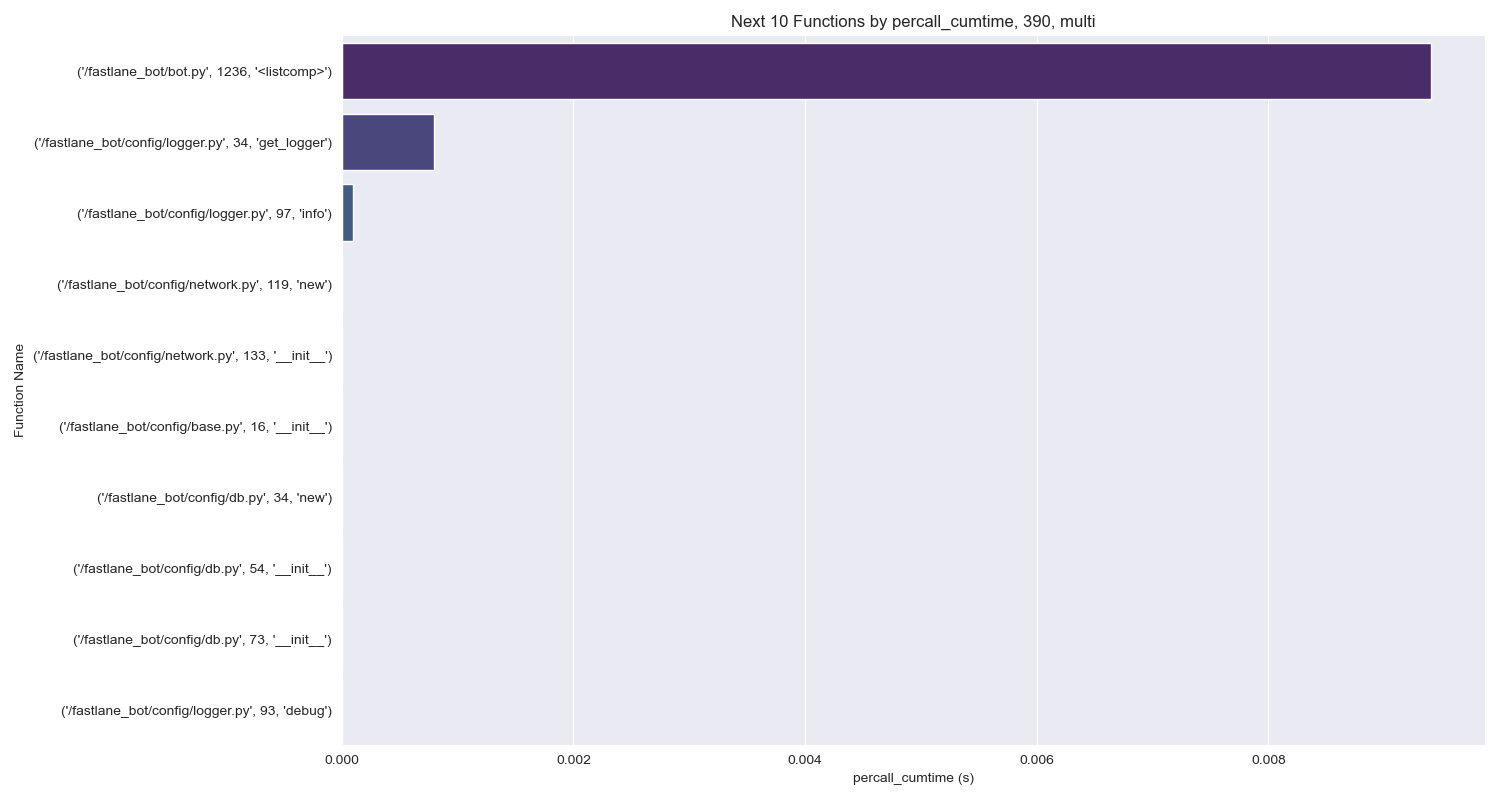 Next 10 Functions by percall_cumtime, 390, multi
('/fastlane_bot/bot.py', 1236, '<listcomp>')
('/fastlane_bot/config/logger.py', 34, 'get_logger')
('/fastlane_bot/config/logger.py', 97, 'info')
('/fastlane_bot/config/network.py', 119, 'new')
('/fastlane_bot/config/network.py', 133, '__init__')
('/fastlane_bot/config/base.py', 16, '__init__')
('/fastlane_bot/config/db.py', 34, 'new')
('/fastlane_bot/config/db.py', 54, '__init__')
('/fastlane_bot/config/db.py', 73, '__init__')
('/fastlane_bot/config/logger.py', 93, 'debug')
Function Name
0.000 0.002 0.004 0.006 0.008
percall_cumtime (s)